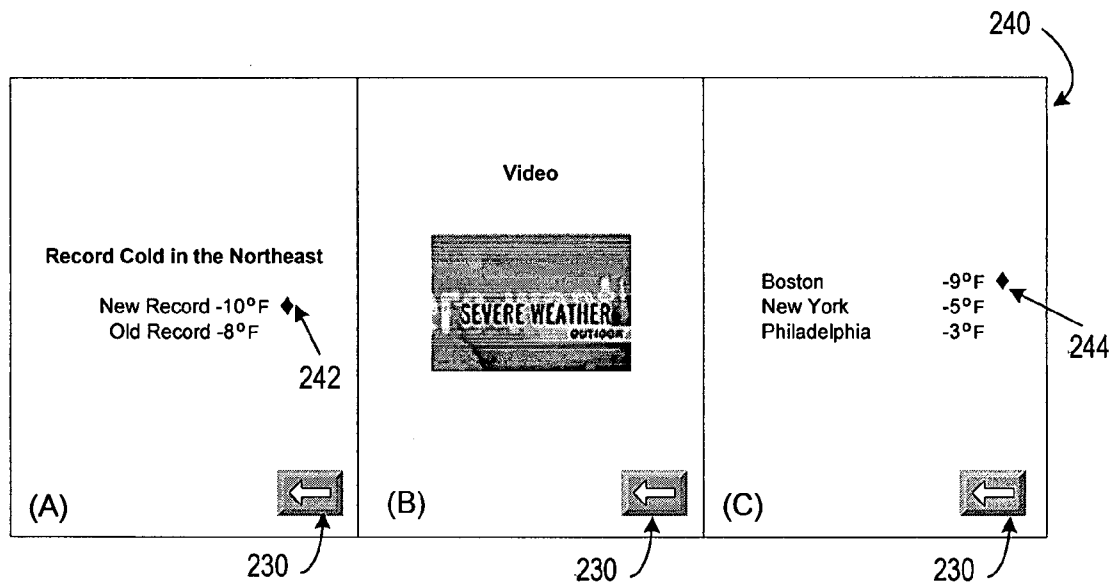 240
Record Cold in the Northeast
New Record -10°F
Old Record -8°F
242
(A)
230
Video
SEVERE WEATHER
OUTLOOK
(B)
230
Boston -9°F
New York -5°F
Philadelphia -3°F
244
(C)
230